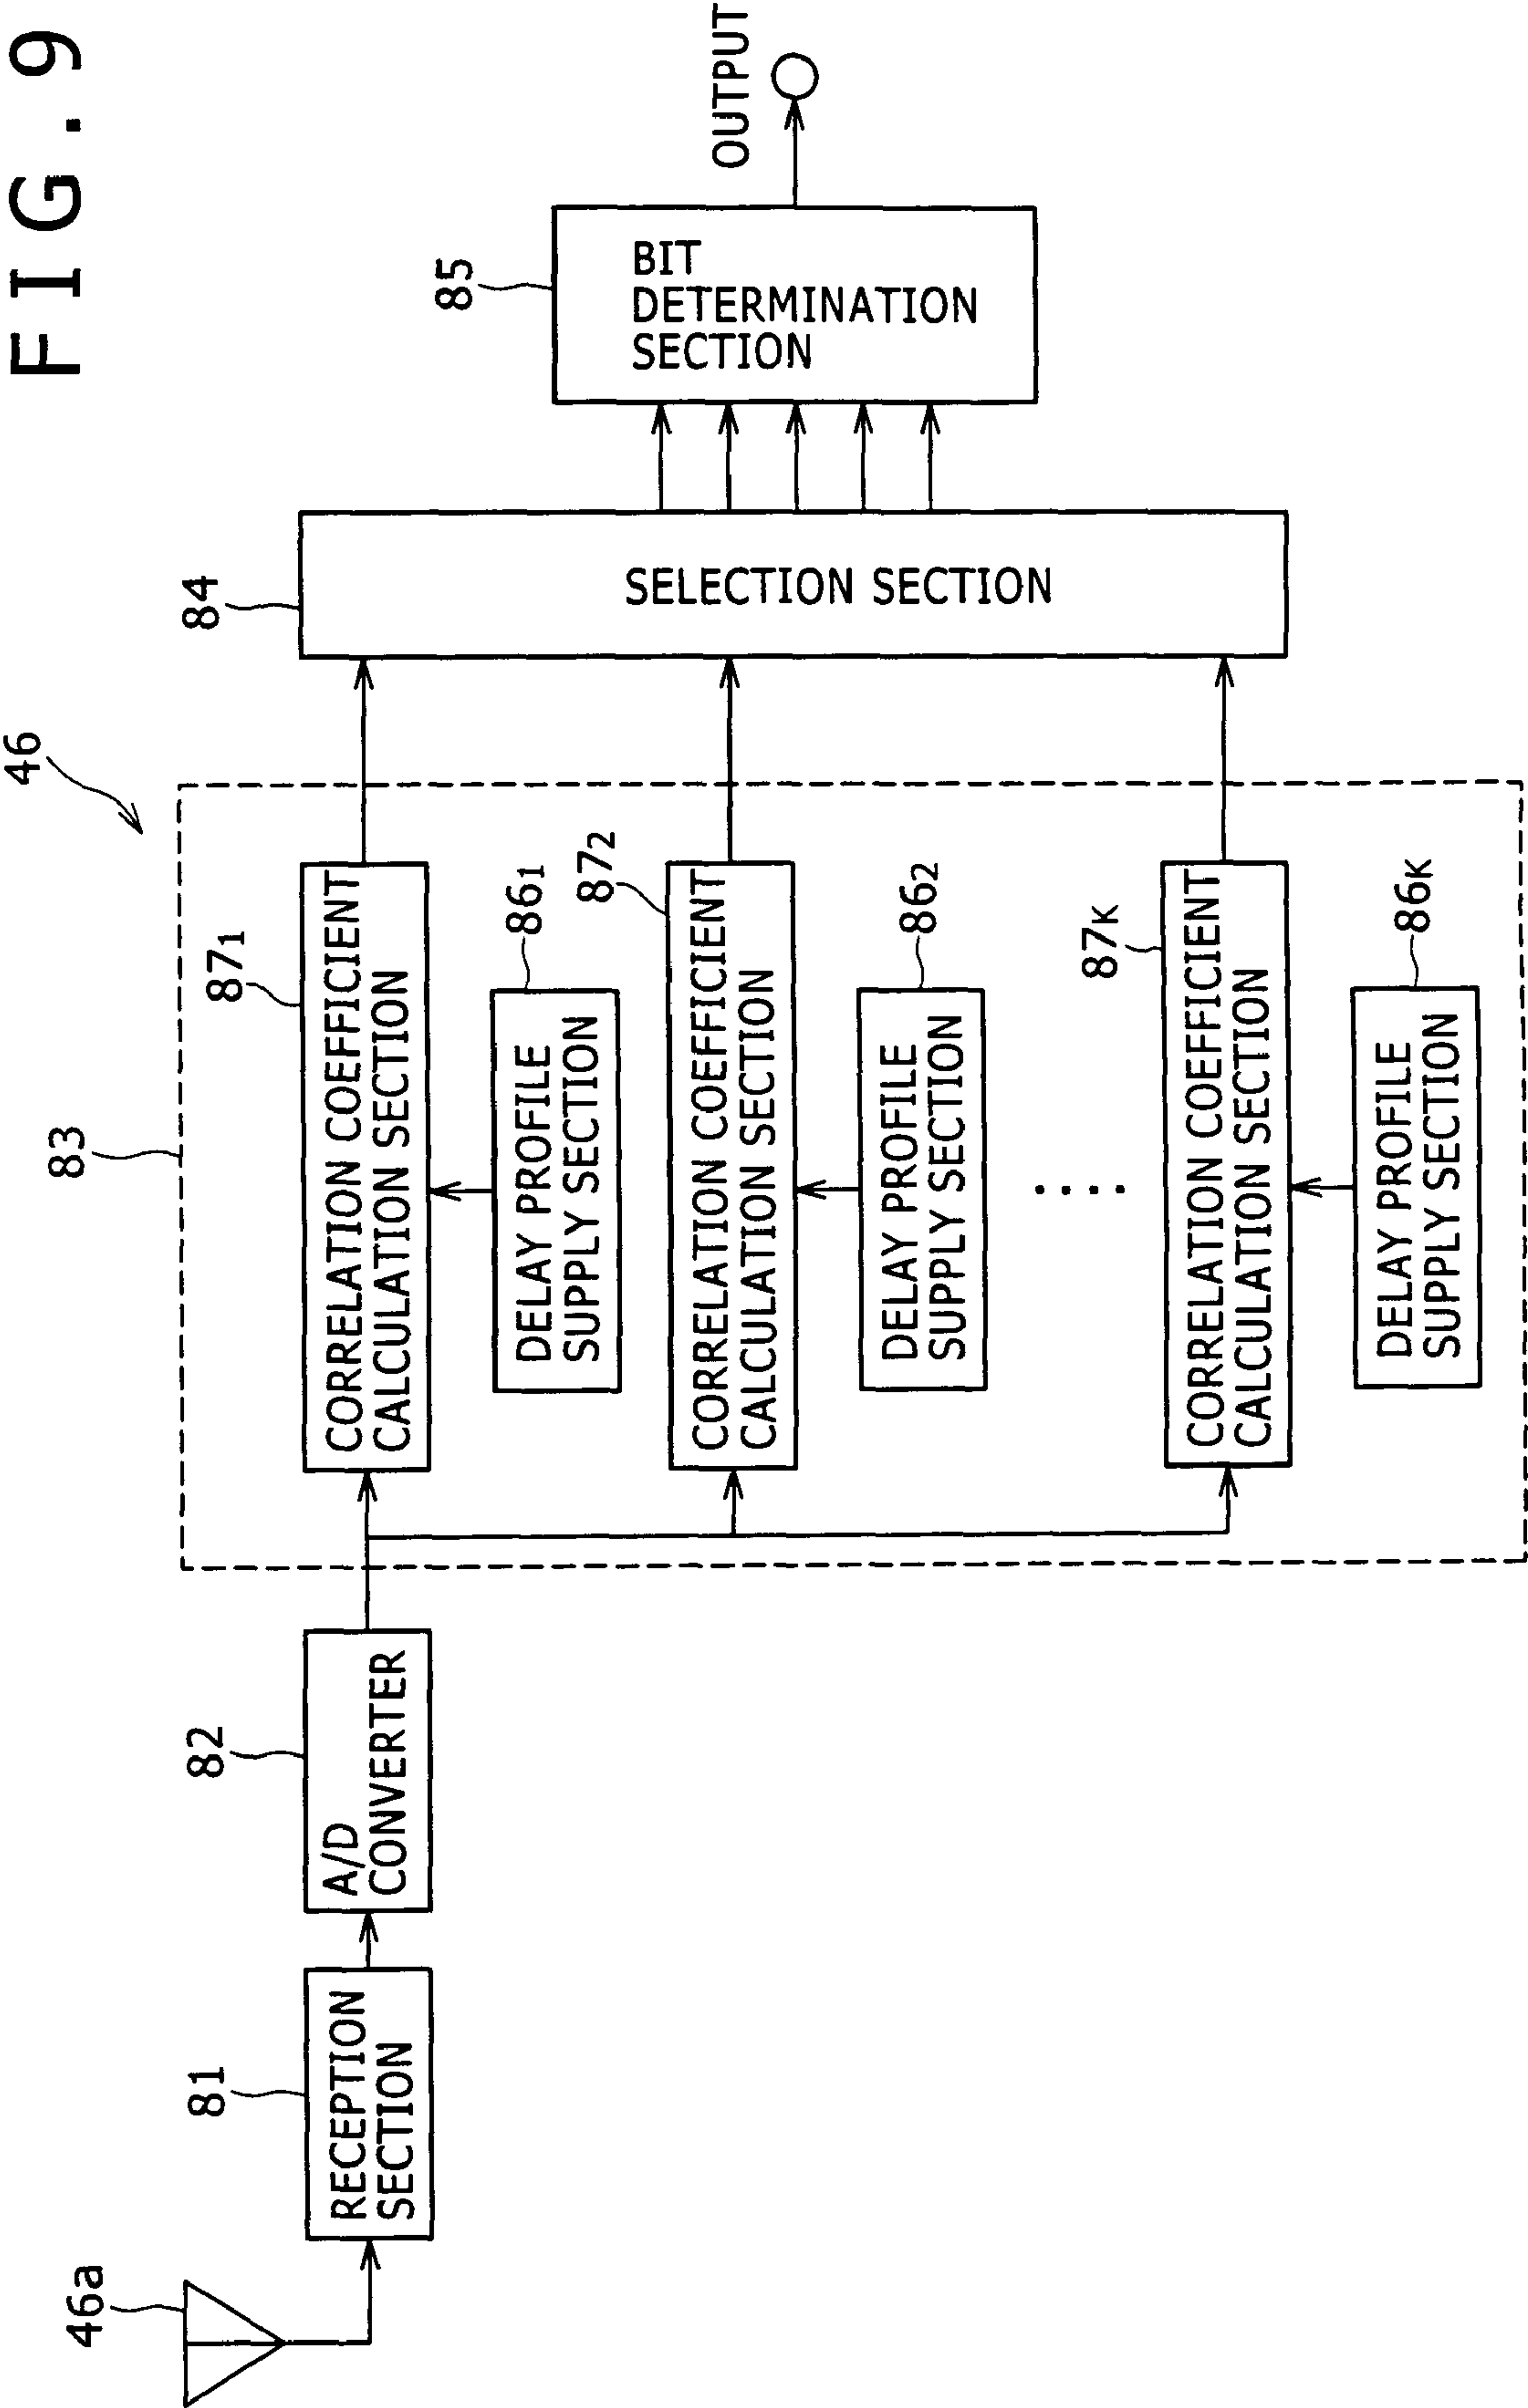 FIG. 9
46
83
84
85
OUTPUT
46a
81
RECEPTION
SECTION
82
A/D
CONVERTER
87₁
CORRELATION COEFFICIENT
CALCULATION SECTION
86₁
DELAY PROFILE
SUPPLY SECTION
87₂
CORRELATION COEFFICIENT
CALCULATION SECTION
86₂
DELAY PROFILE
SUPPLY SECTION
....
87K
CORRELATION COEFFICIENT
CALCULATION SECTION
86K
DELAY PROFILE
SUPPLY SECTION
SELECTION SECTION
BIT
DETERMINATION
SECTION